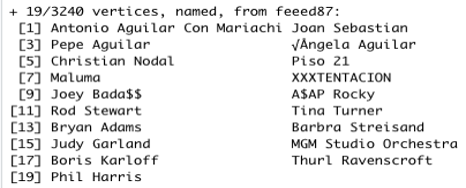 + 19/3240 vertices, named, from feeed87:
[1] Antonio Aguilar Con Mariachi Joan Sebastian
[3] Pepe Aguilar √Ångela Aguilar
[5] Christian Nodal Piso 21
[7] Maluma XXXTENTACION
[9] Joey Bada$$ A$AP Rocky
[11] Rod Stewart Tina Turner
[13] Bryan Adams Barbra Streisand
[15] Judy Garland MGM Studio Orchestra
[17] Boris Karloff Thurl Ravenscroft
[19] Phil Harris